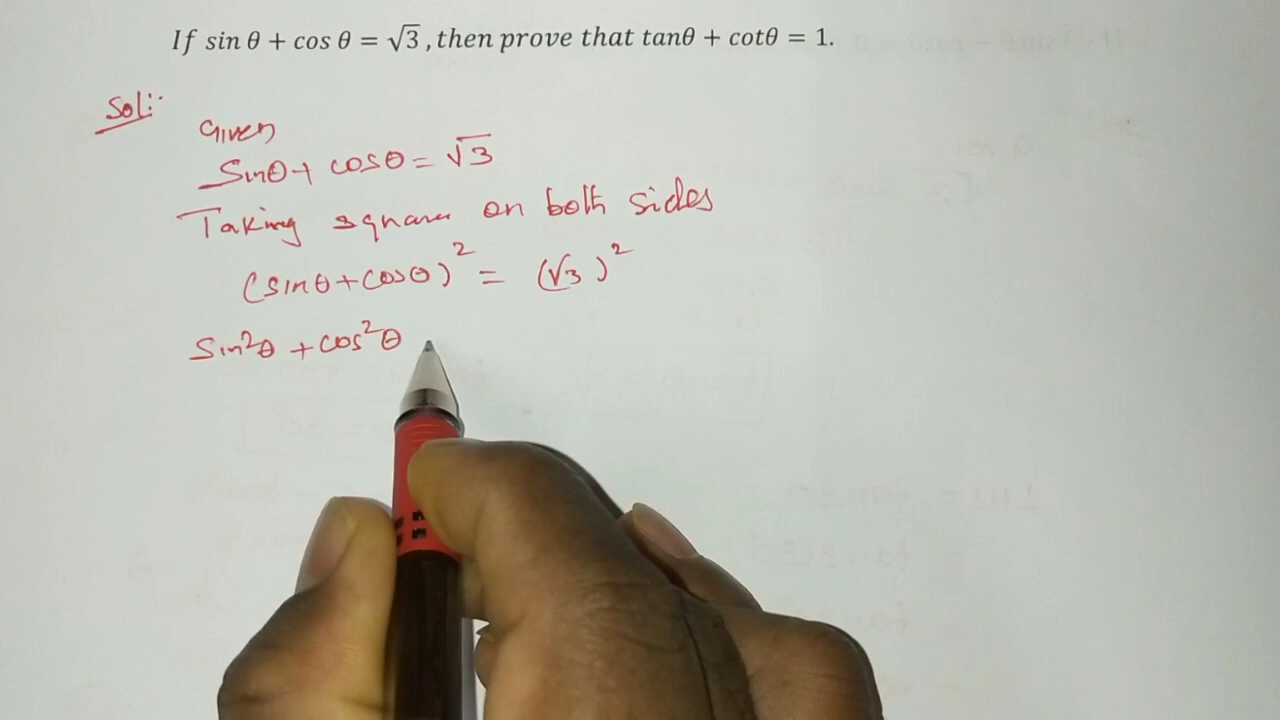 If sin θ + cos θ = √3, then prove that tanθ + cotθ = 1.
Sol:
Given
Sinθ + cosθ = √3
Taking square on both sides
(sinθ + cosθ)² = (√3)²
Sin²θ + cos²θ